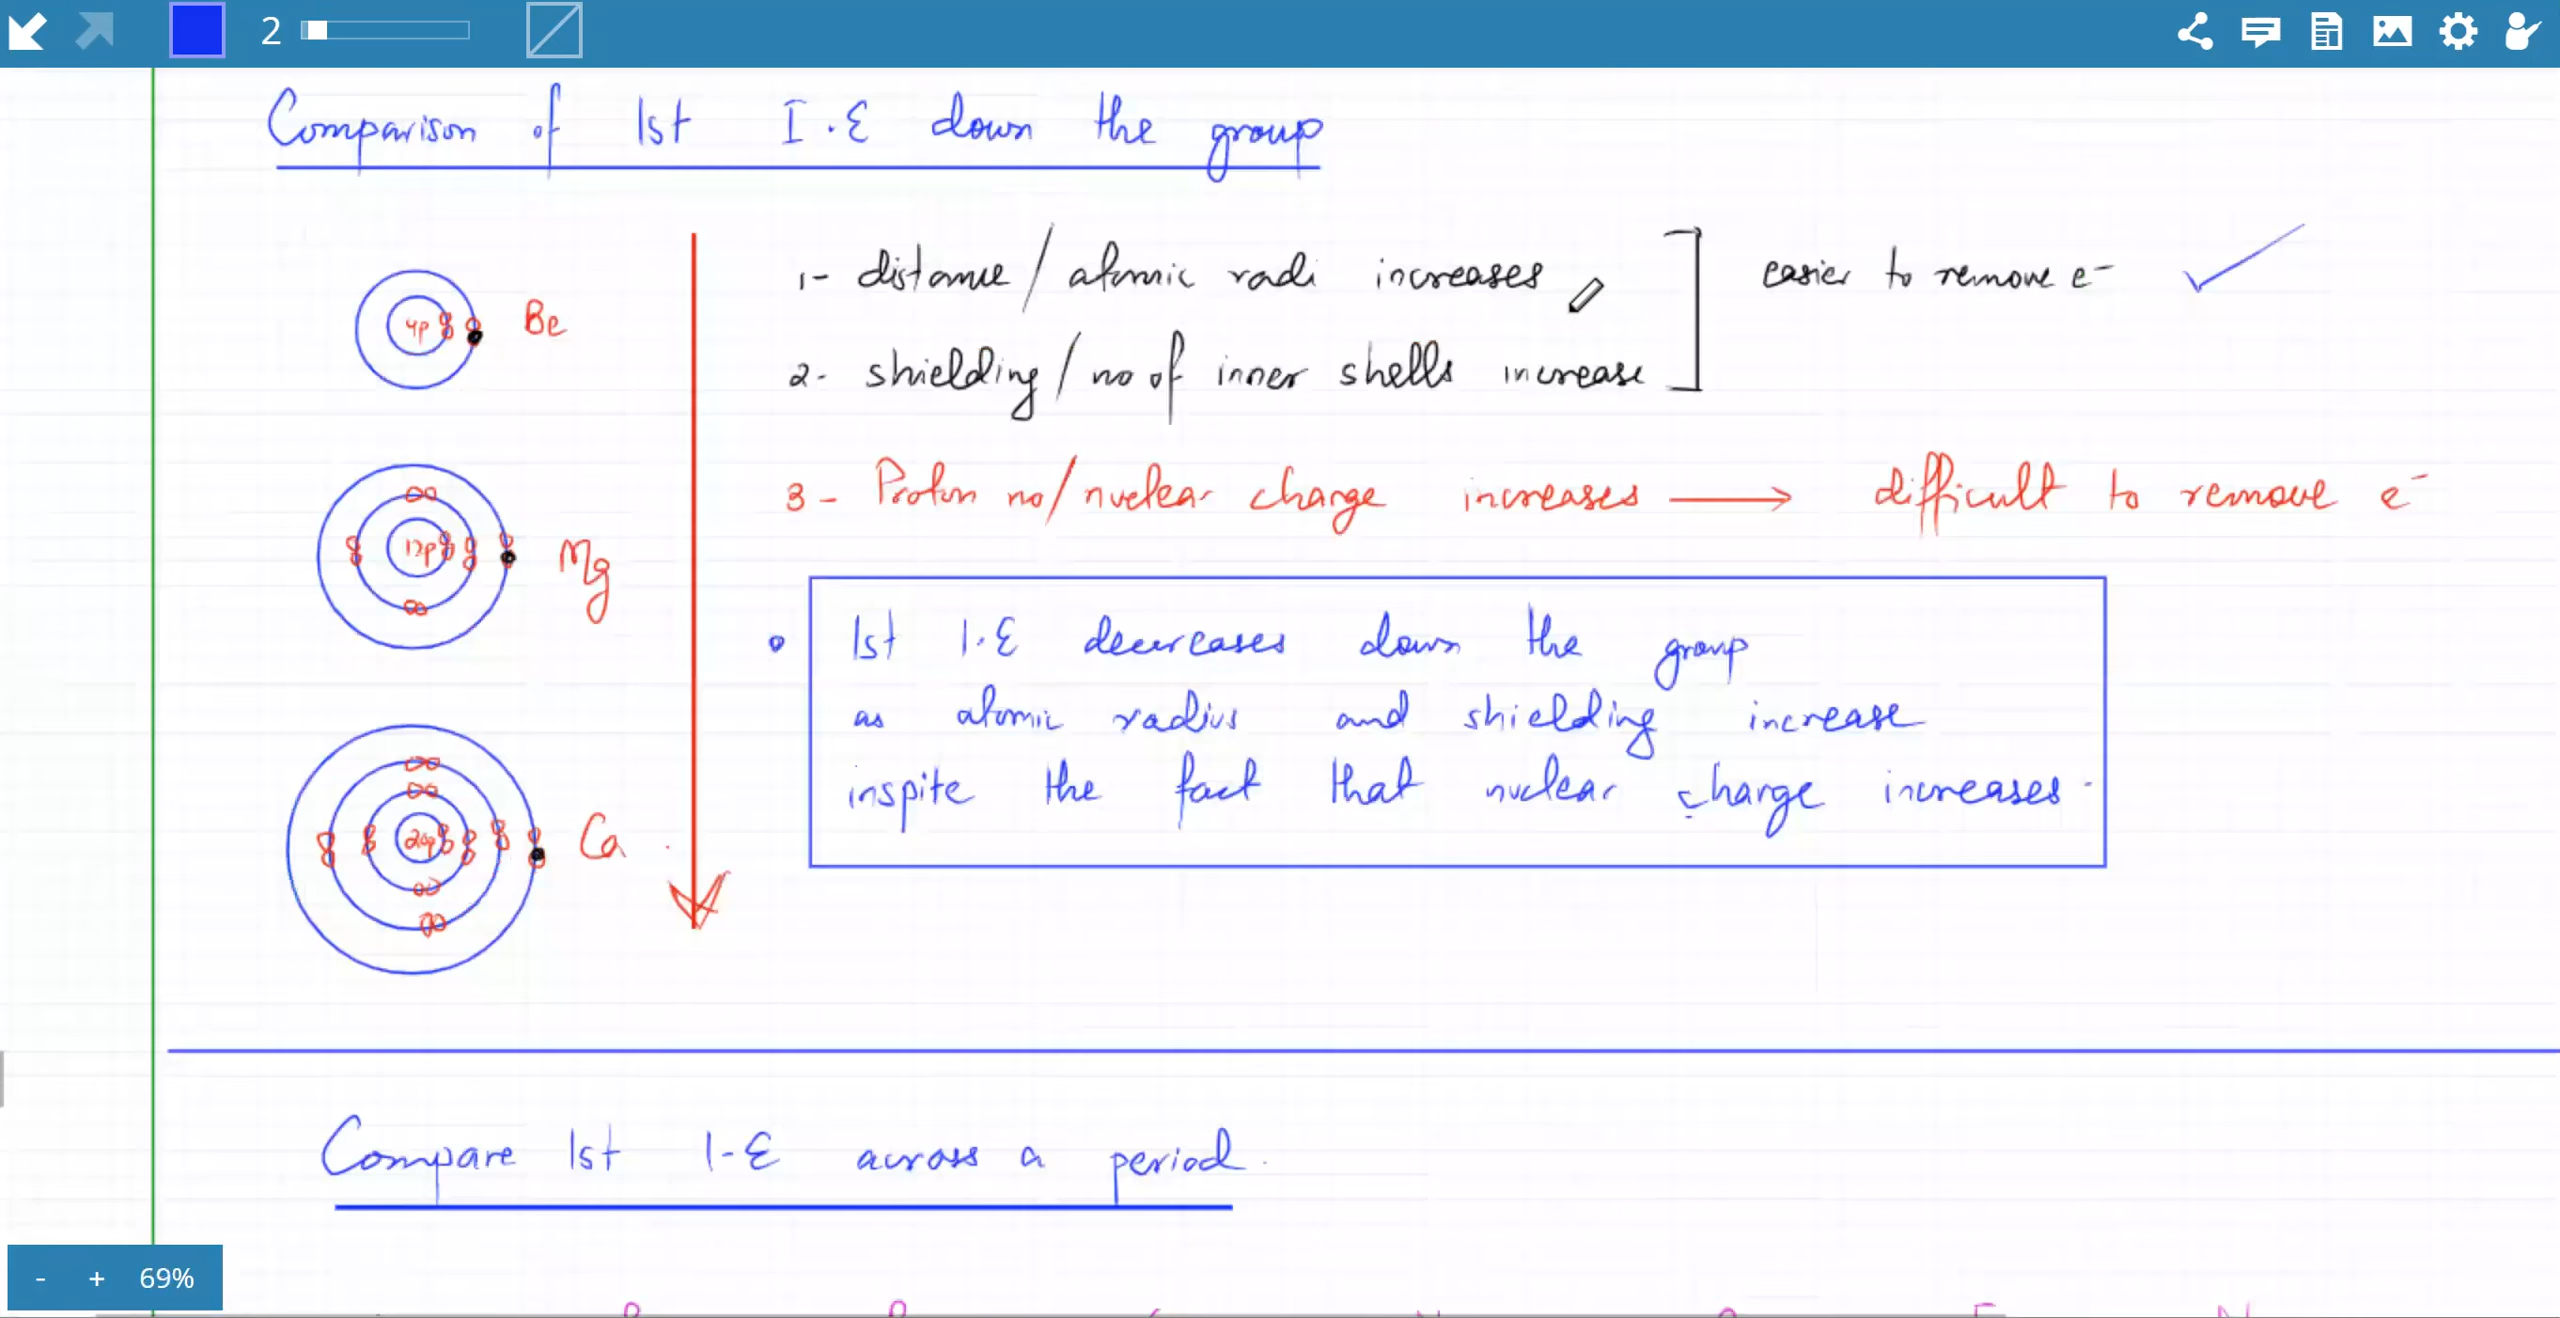 2
Comparison of 1st I.E down the group
1- distance / atomic radi increases
easier to remove e-
4p Be
2- shielding / no of inner shells increase
3 - Proton no/nuclear charge increases → difficult to remove e-
12p Mg
1st I.E decreases down the group
as atomic radius and shielding increase
inspite the fact that nuclear charge increases.
20p Ca
Compare 1st I-E across a period.
- + 69%